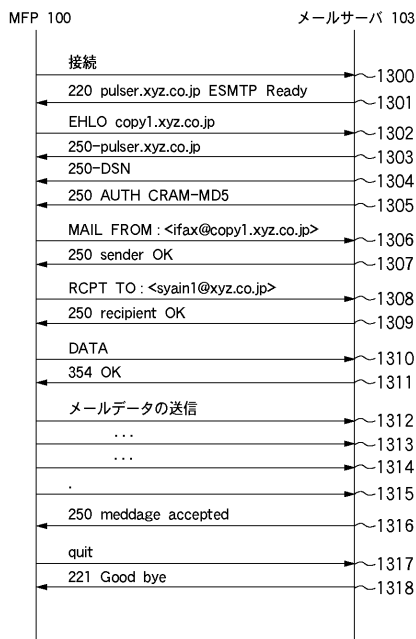 MFP 100 メールサーバ 103
接続
1300
220 pulser.xyz.co.jp ESMTP Ready
1301
EHLO copy1.xyz.co.jp
1302
250-pulser.xyz.co.jp
1303
250-DSN
1304
250 AUTH CRAM-MD5
1305
MAIL FROM:<ifax@copy1.xyz.co.jp>
1306
250 sender OK
1307
RCPT TO:<syain1@xyz.co.jp>
1308
250 recipient OK
1309
DATA
1310
354 OK
1311
メールデータの送信
1312
...
1313
...
1314
.
1315
250 meddage accepted
1316
quit
1317
221 Good bye
1318